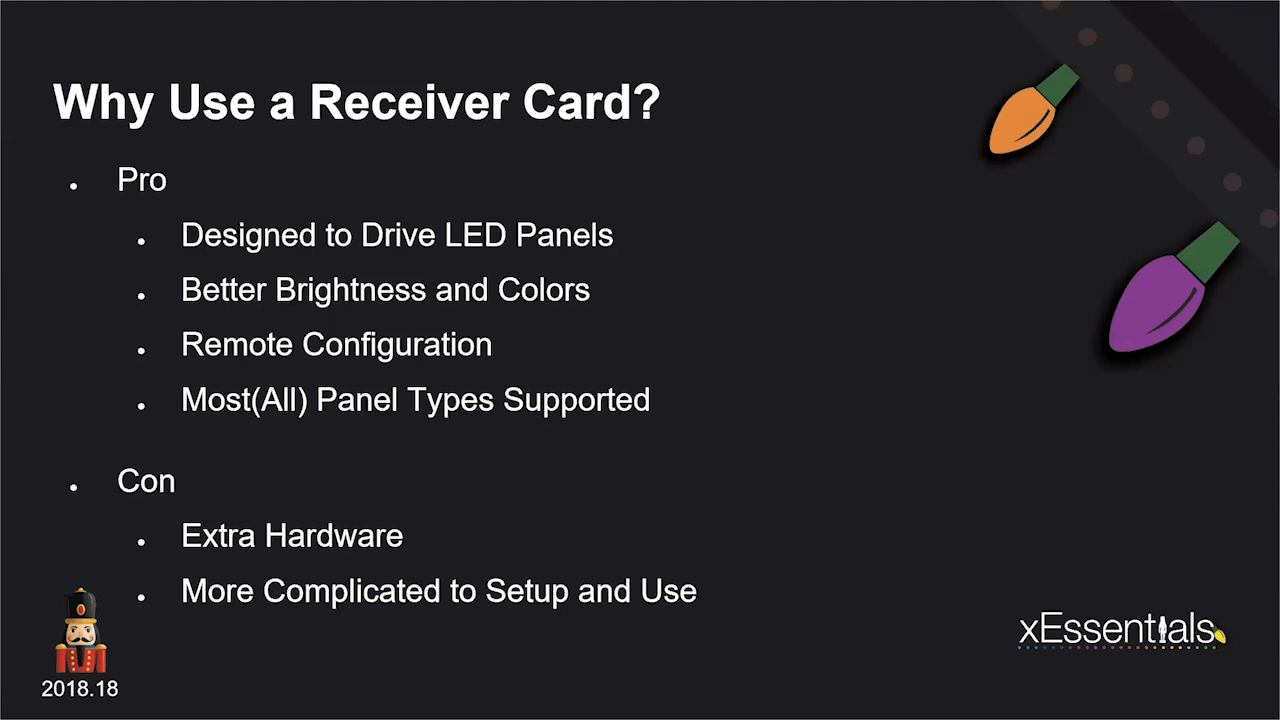 Why Use a Receiver Card?
Pro
Designed to Drive LED Panels
Better Brightness and Colors
Remote Configuration
Most(All) Panel Types Supported
Con
Extra Hardware
More Complicated to Setup and Use
xEssentials
2018.18